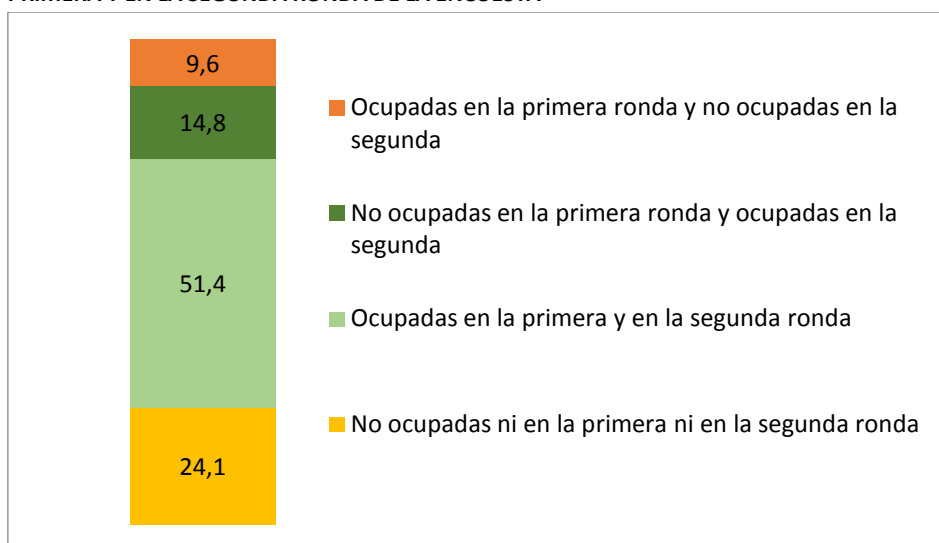 9,6
14,8
51,4
24,1
Ocupadas en la primera ronda y no ocupadas en la
segunda
No ocupadas en la primera ronda y ocupadas en la
segunda
Ocupadas en la primera y en la segunda ronda
No ocupadas ni en la primera ni en la segunda ronda